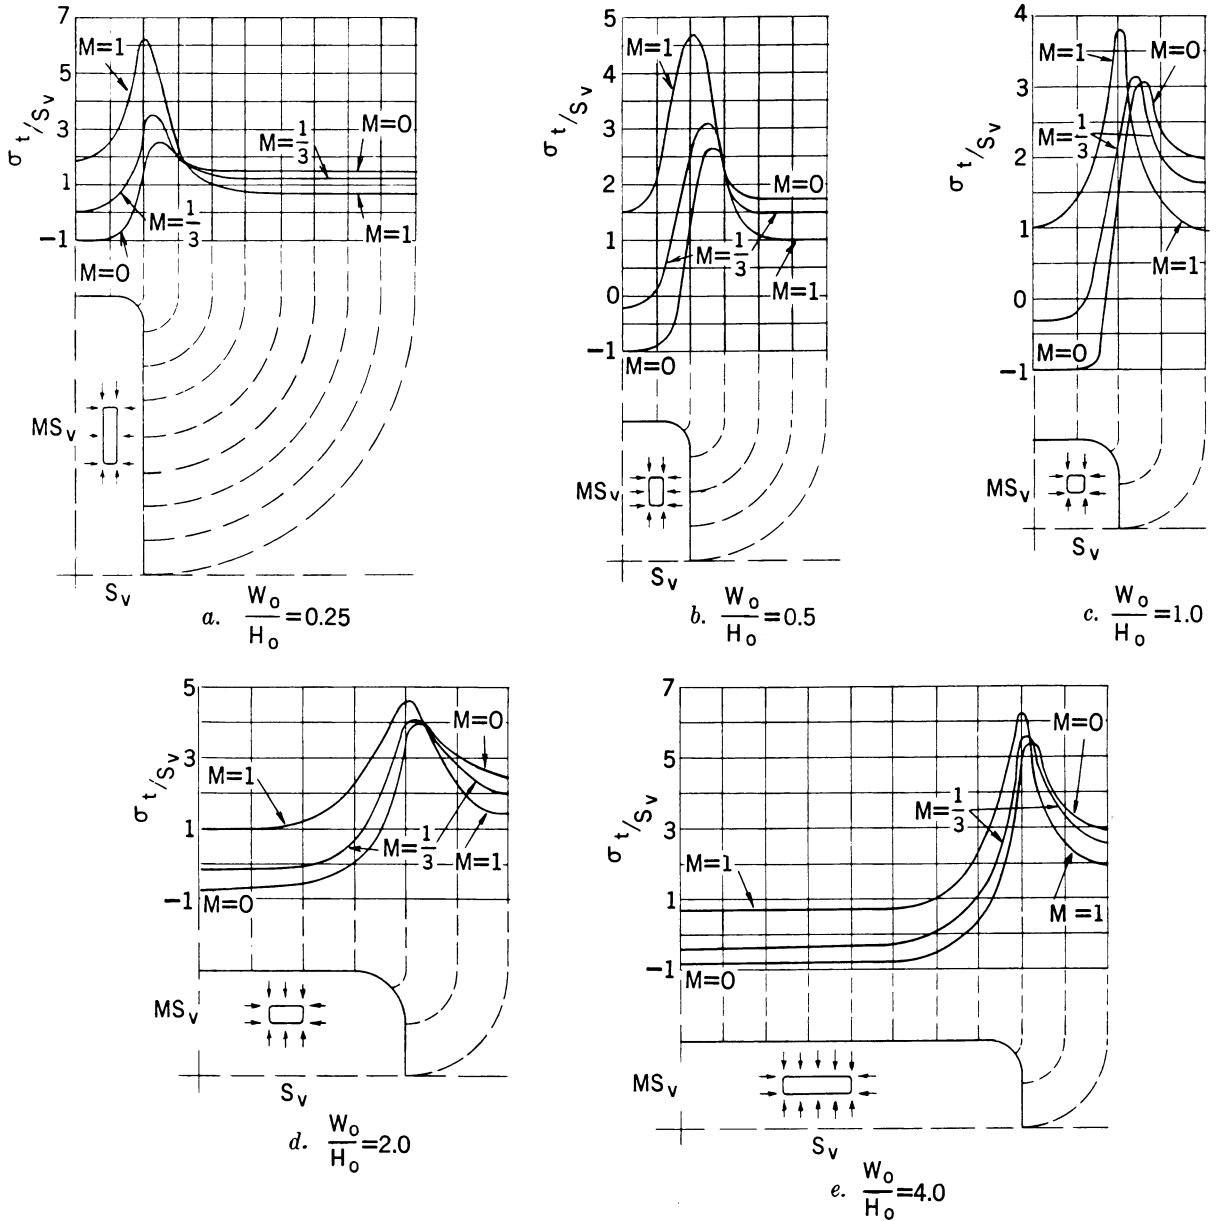 7
5
3
1
−1
σt/Sv
M=1
M=1/3
M=0
M=1/3
M=0
M=1
MSv
Sv
a. Wo/Ho=0.25
5
4
3
2
1
0
−1
σt/Sv
M=1
M=0
M=1/3
M=1
M=0
MSv
Sv
b. Wo/Ho=0.5
4
3
2
1
0
−1
σt/Sv
M=1
M=0
M=1/3
M=1
M=0
MSv
Sv
c. Wo/Ho=1.0
5
3
1
−1
σt/Sv
M=1
M=0
M=1/3
M=1
M=0
MSv
Sv
d. Wo/Ho=2.0
7
5
3
1
−1
σt/Sv
M=0
M=1/3
M=1
M=1
M=0
MSv
Sv
e. Wo/Ho=4.0